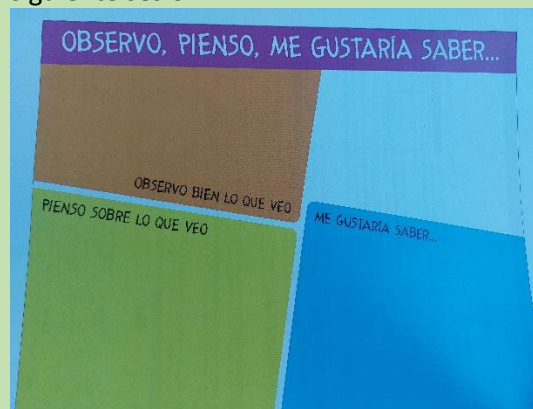 OBSERVO, PIENSO, ME GUSTARÍA SABER...
OBSERVO BIEN LO QUE VEO
PIENSO SOBRE LO QUE VEO
ME GUSTARÍA SABER...